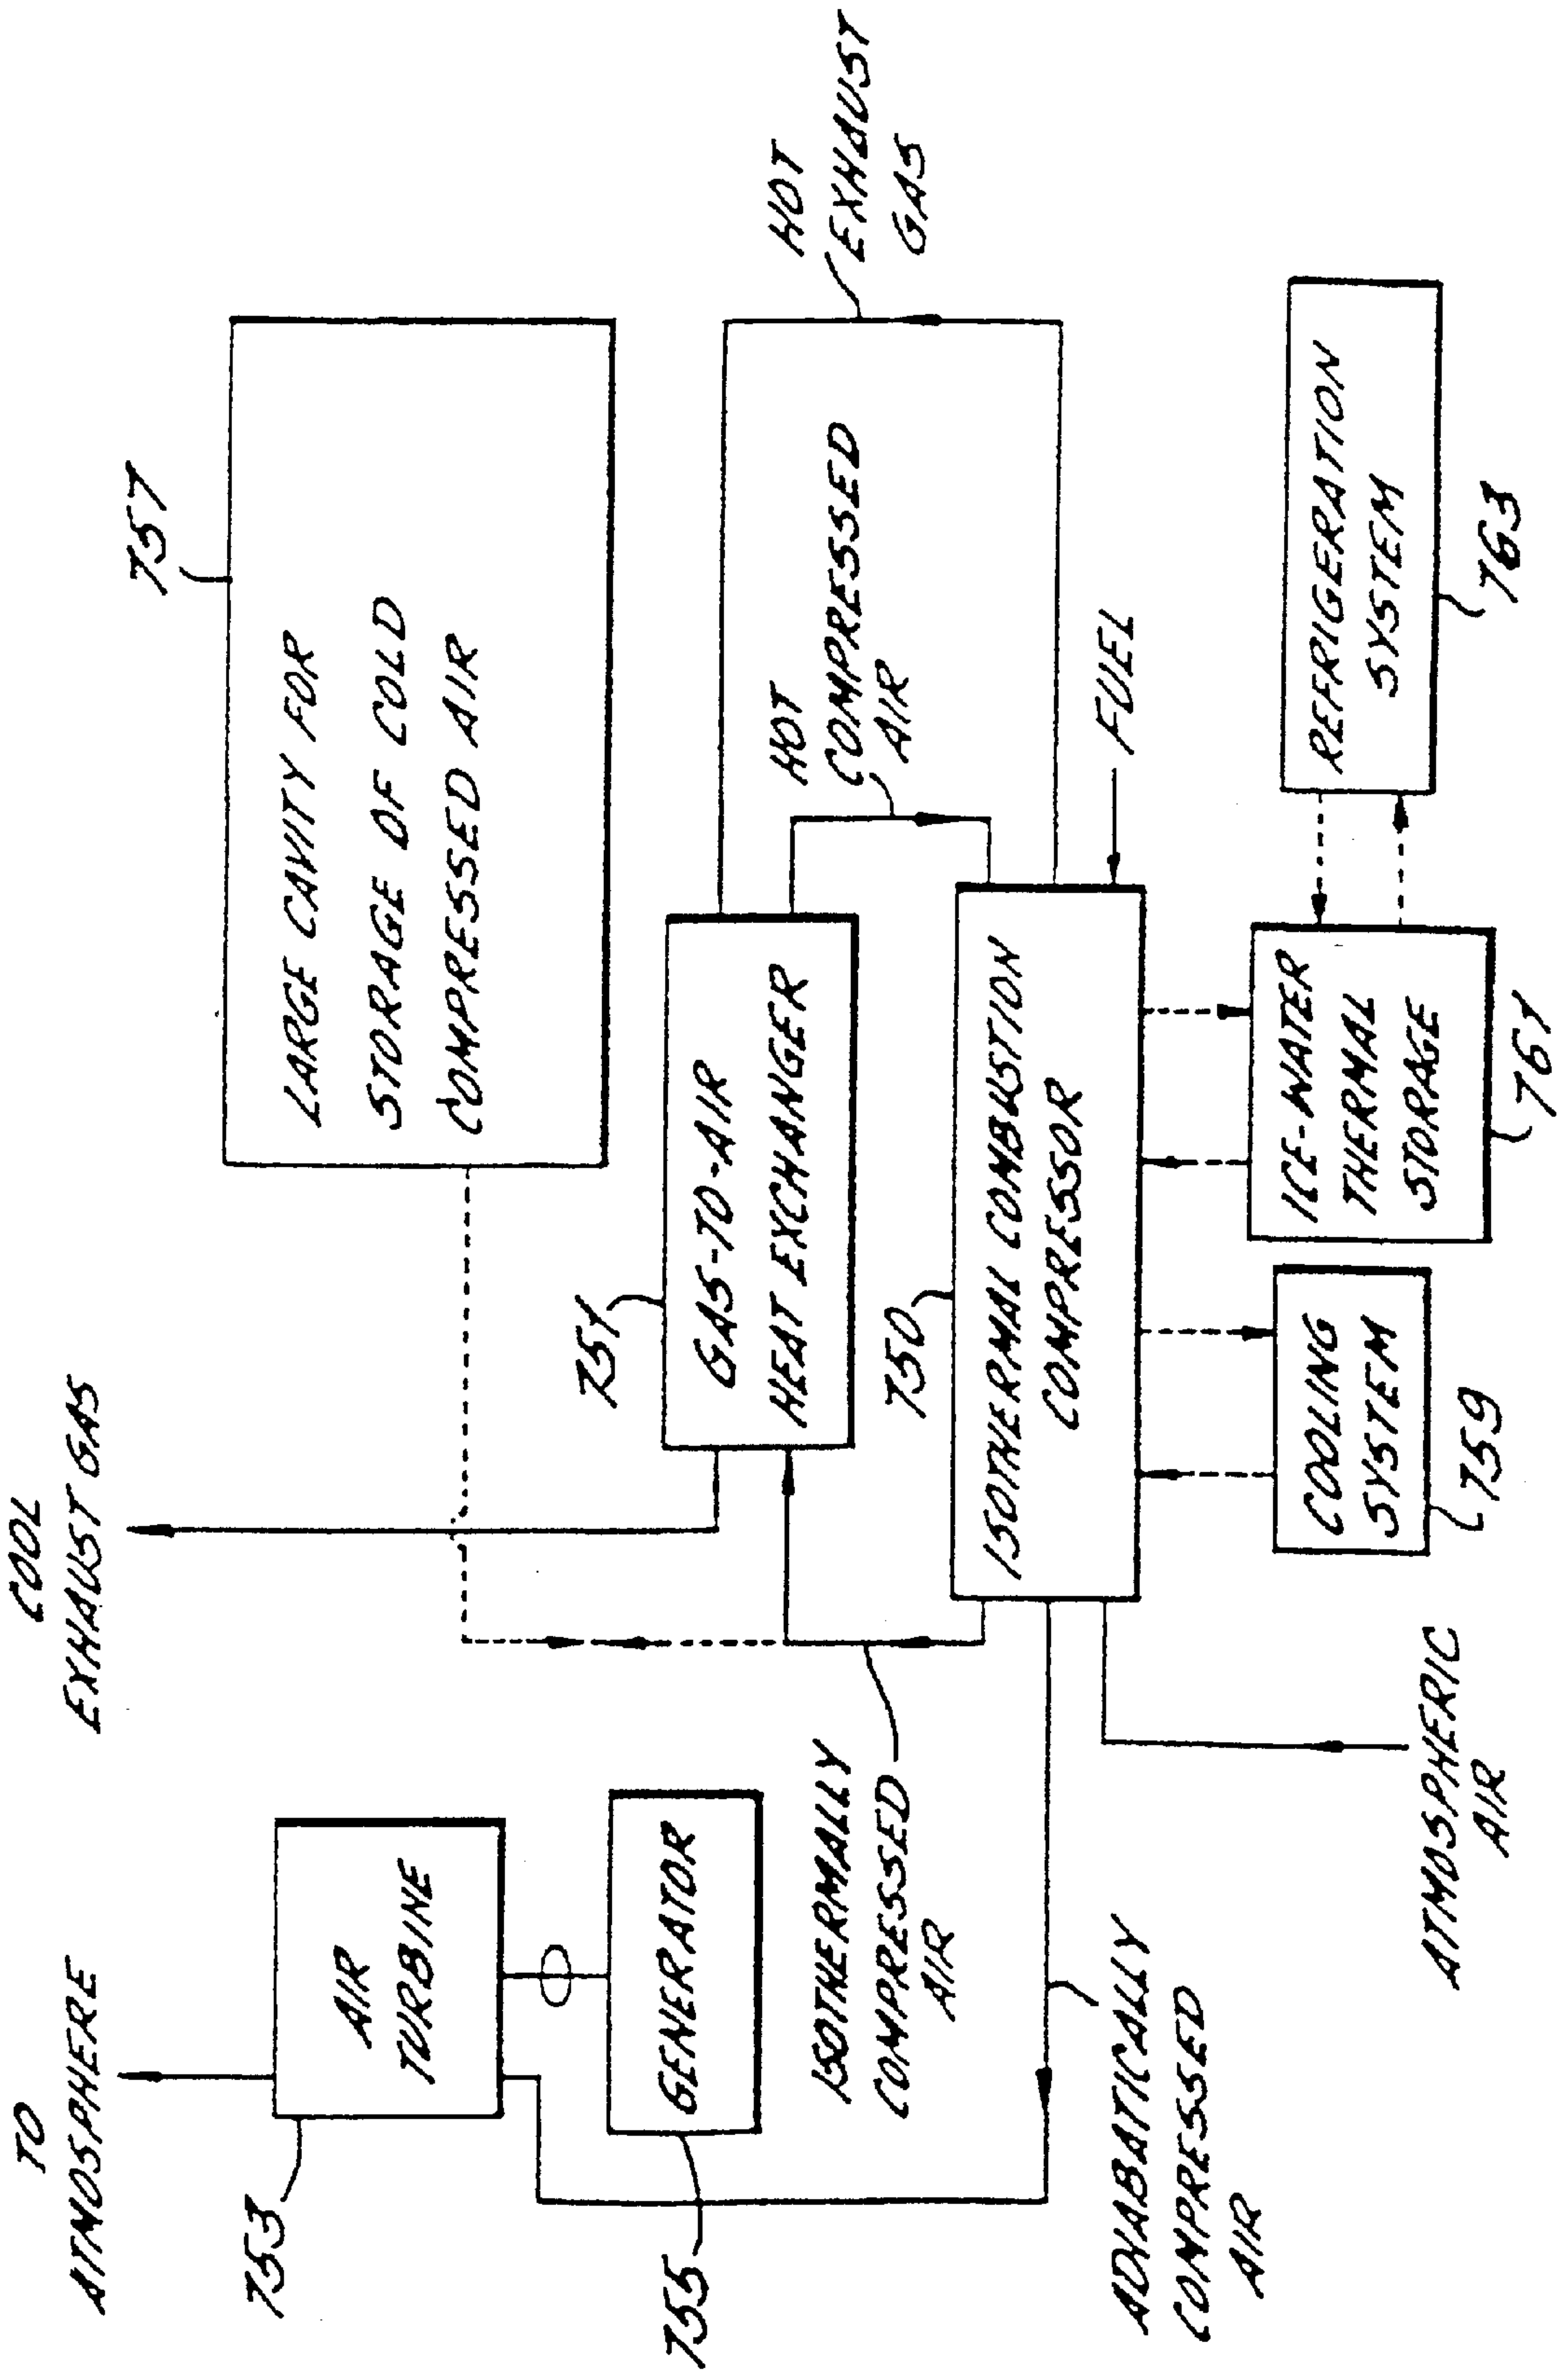 TO
ATMOSPHERE
753
AIR
TURBINE
755
GENERATOR
COOL
EXHAUST GAS
757
LARGE CAVITY FOR
STORAGE OF COLD
COMPRESSED AIR
751
GAS-TO-AIR
HEAT EXCHANGER
HOT
EXHAUST
GAS
HOT
COMPRESSED
AIR
ISOTHERMALLY
COMPRESSED
AIR
750
ISOTHERMAL COMBUSTION
COMPRESSOR
FUEL
ADIABATICALLY
COMPRESSED
AIR
ATMOSPHERIC
AIR
COOLING
SYSTEM
759
ICE-WATER
THERMAL
STORAGE
761
REFRIGERATION
SYSTEM
763